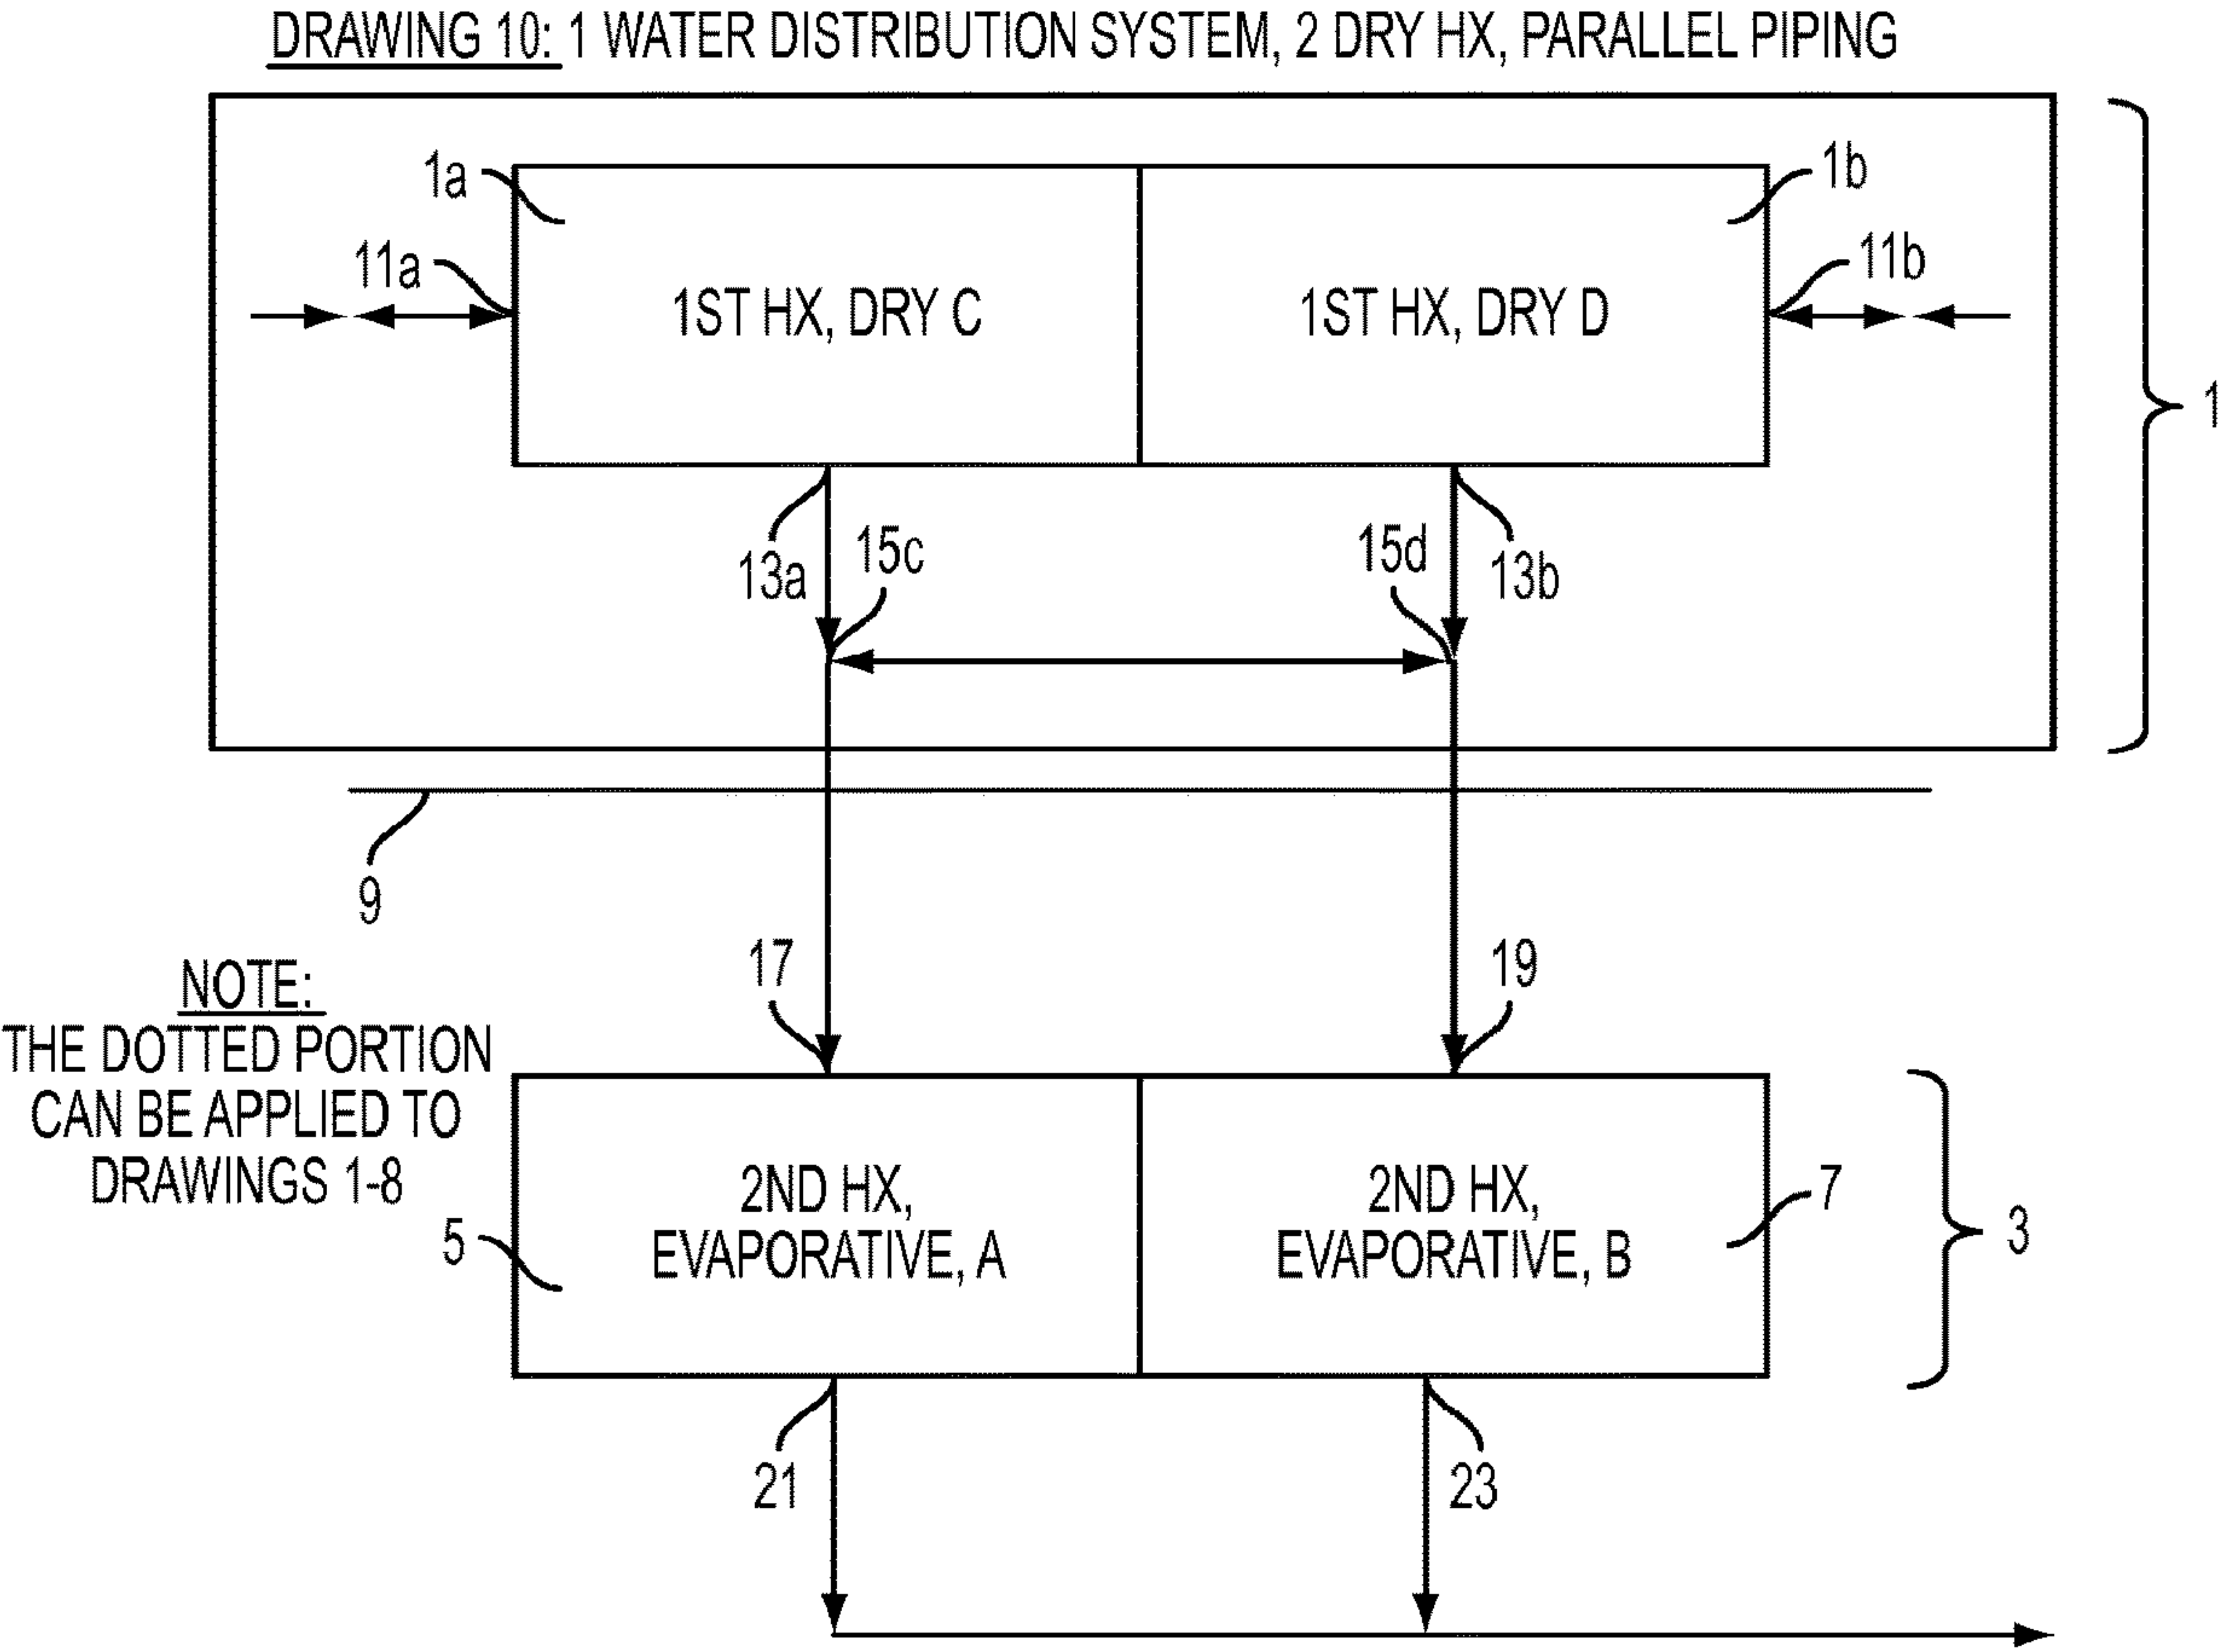 DRAWING 10: 1 WATER DISTRIBUTION SYSTEM, 2 DRY HX, PARALLEL PIPING
1a
1b
11a
11b
1ST HX, DRY C
1ST HX, DRY D
1
13a
15c
15d
13b
9
17
19
NOTE:
THE DOTTED PORTION
CAN BE APPLIED TO
DRAWINGS 1-8
2ND HX,
EVAPORATIVE, A
2ND HX,
EVAPORATIVE, B
5
7
3
21
23